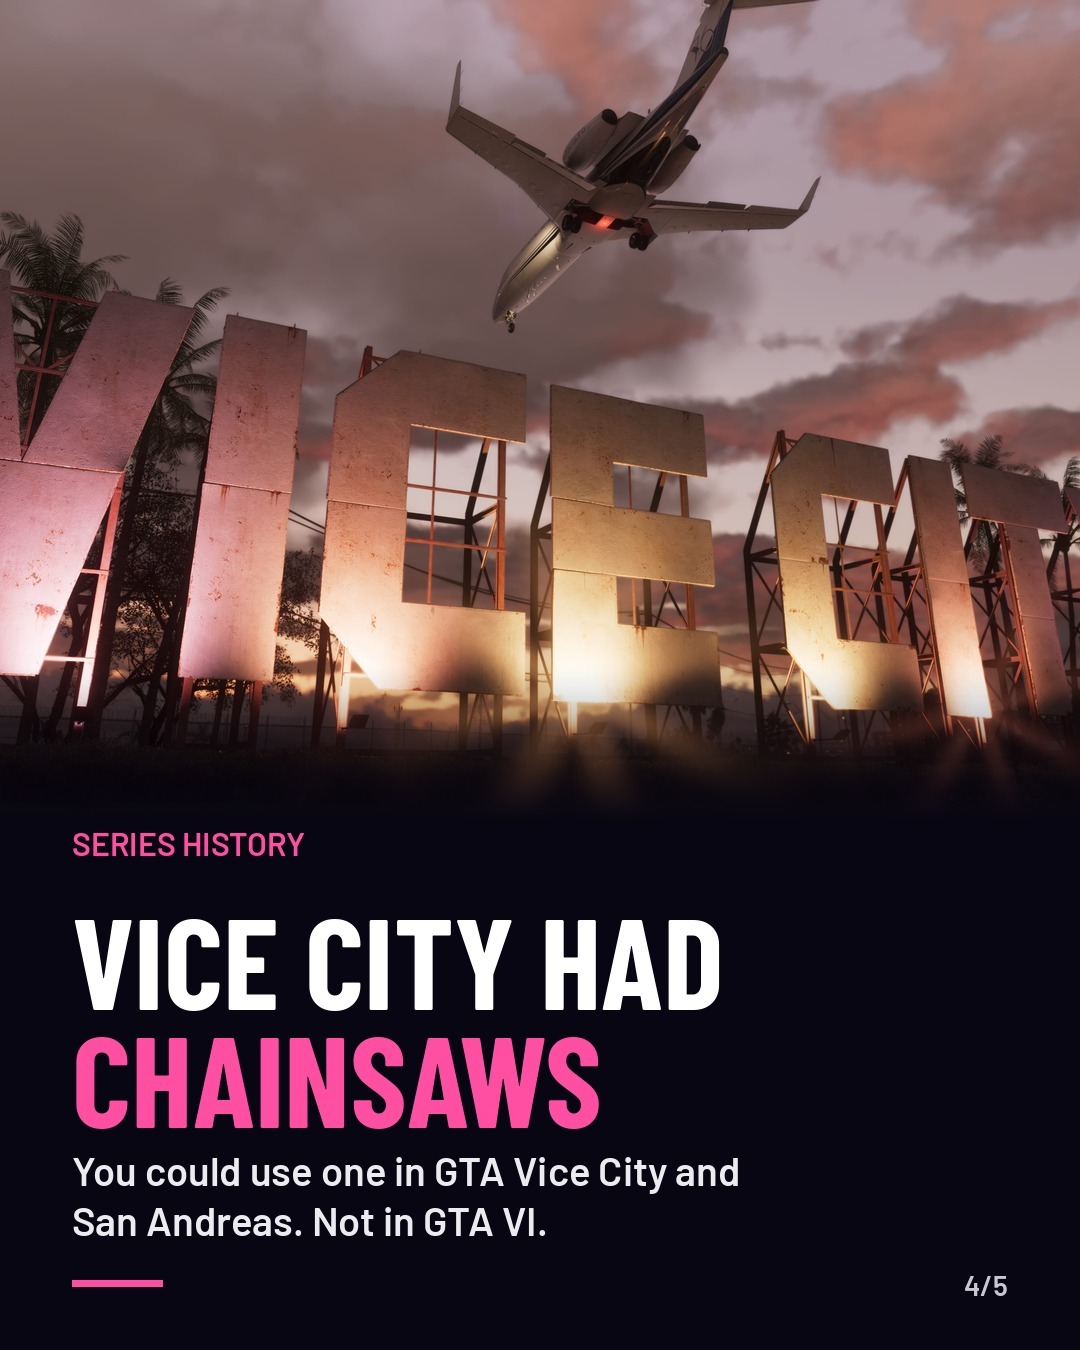 VICE CIT
SERIES HISTORY
VICE CITY HAD
CHAINSAWS
You could use one in GTA Vice City and
San Andreas. Not in GTA VI.
4/5